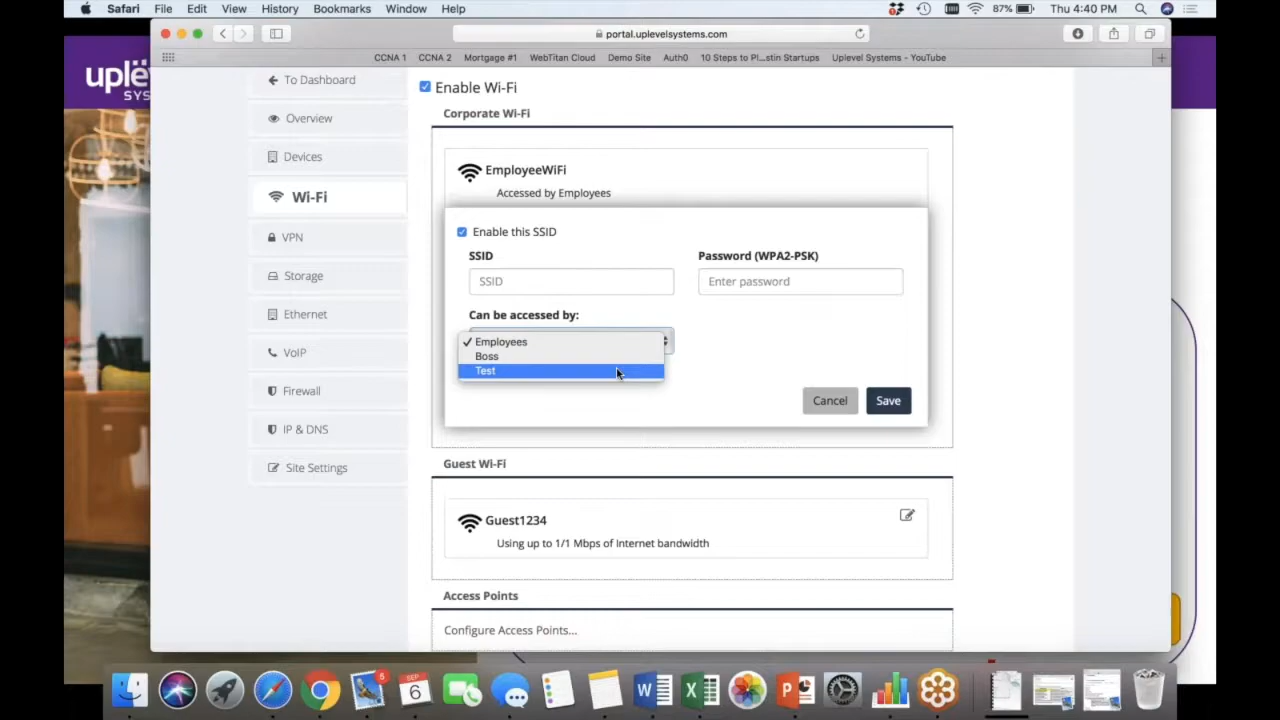 Safari File Edit View History Bookmarks Window Help 87% Thu 4:40 PM
portal.uplevelsystems.com
CCNA 1 CCNA 2 Mortgage #1 WebTitan Cloud Demo Site Auth0 10 Steps to Pl...stin Startups Uplevel Systems - YouTube
uplë
SYS
To Dashboard
Overview
Devices
Wi-Fi
VPN
Storage
Ethernet
VoIP
Firewall
IP & DNS
Site Settings
Enable Wi-Fi
Corporate Wi-Fi
EmployeeWiFi
Accessed by Employees
Enable this SSID
SSID Password (WPA2-PSK)
SSID Enter password
Can be accessed by:
Employees
Boss
Test
Cancel Save
Guest Wi-Fi
Guest1234
Using up to 1/1 Mbps of Internet bandwidth
Access Points
Configure Access Points...
5
SEP
6
W X P